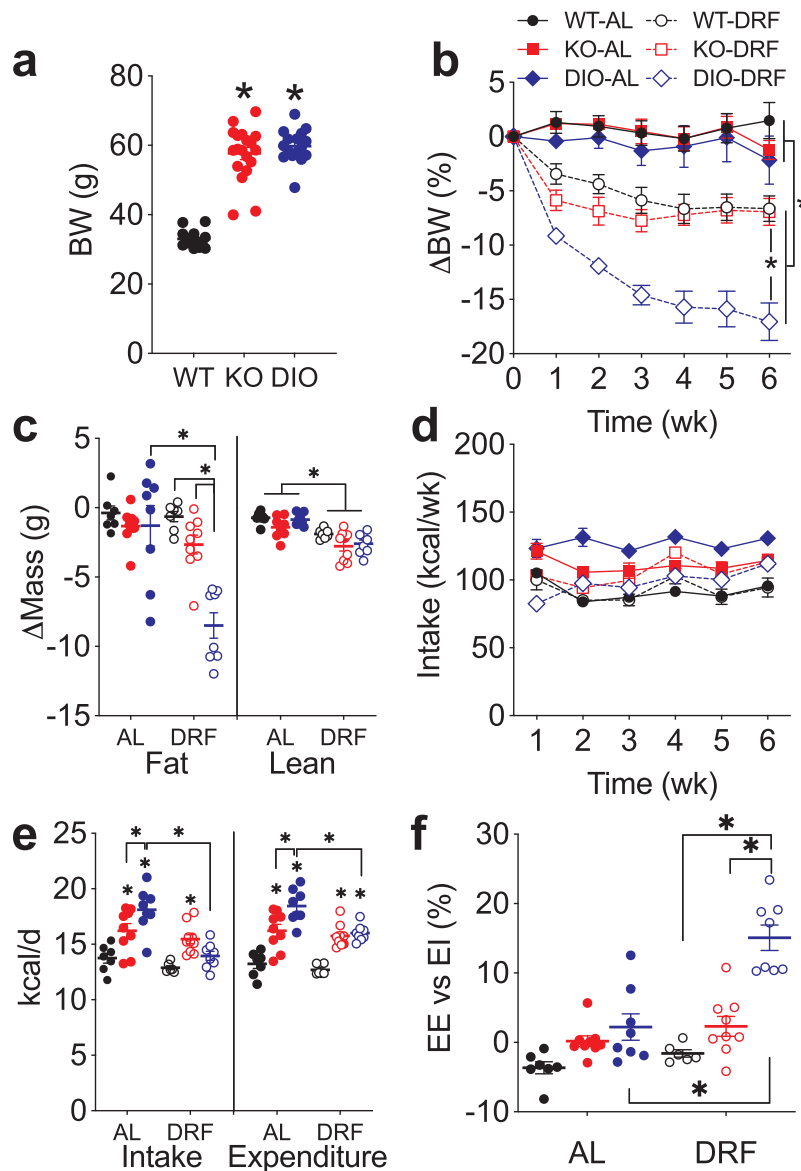 WT-AL WT-DRF
KO-AL KO-DRF
DIO-AL DIO-DRF
a
BW (g)
80
60
40
20
0
WT KO DIO
* *
b
ΔBW (%)
5
0
-5
-10
-15
-20
0 1 2 3 4 5 6
Time (wk)
* *
c
ΔMass (g)
5
0
-5
-10
-15
AL DRF AL DRF
Fat Lean
* * *
d
Intake (kcal/wk)
200
150
100
50
0
1 2 3 4 5 6
Time (wk)
e
kcal/d
25
20
15
10
5
0
AL DRF AL DRF
Intake Expenditure
* * * *
* * * * * * *
f
EE vs EI (%)
30
20
10
0
-10
AL DRF
*
*
*